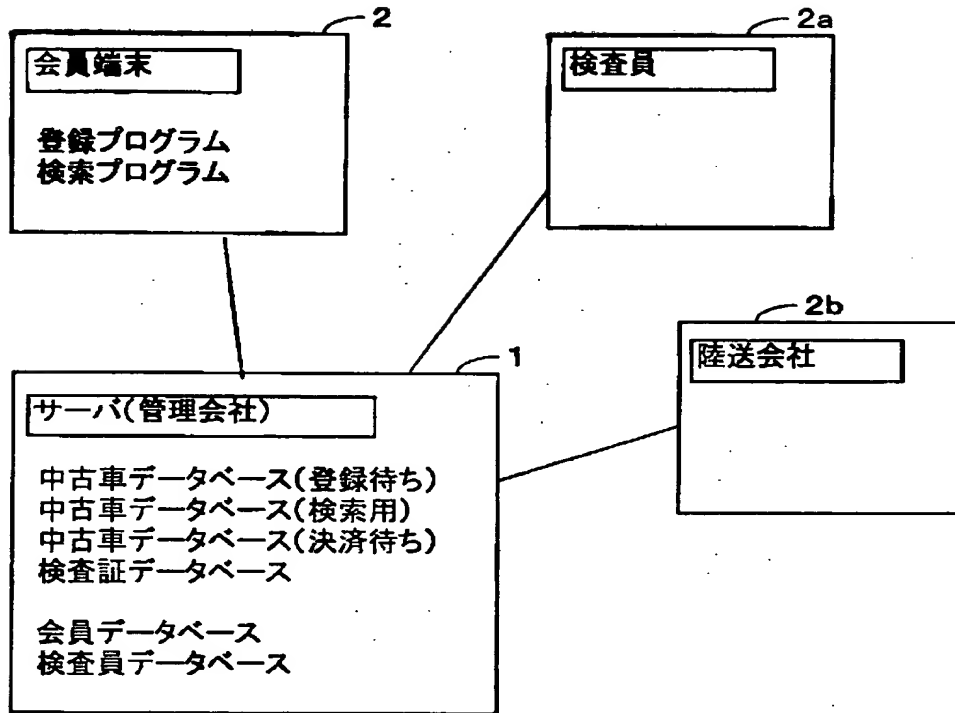 2
会員端末
登録プログラム
検索プログラム
2a
検査員
2b
陸送会社
1
サーバ(管理会社)
中古車データベース(登録待ち)
中古車データベース(検索用)
中古車データベース(決済待ち)
検査証データベース
会員データベース
検査員データベース